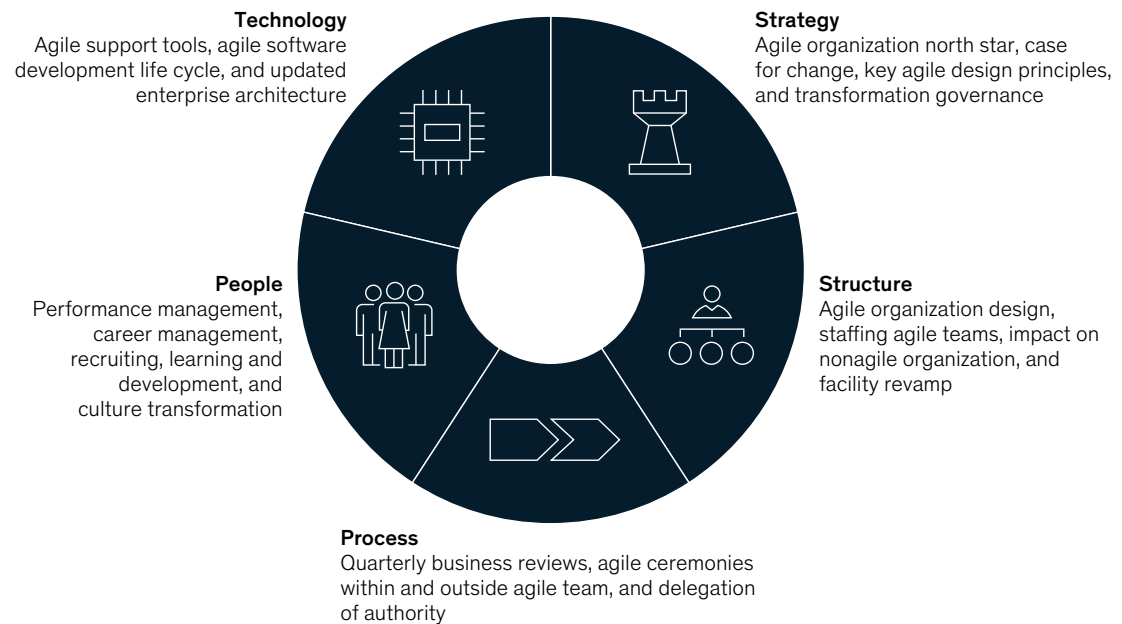 Technology
Agile support tools, agile software
development life cycle, and updated
enterprise architecture
Strategy
Agile organization north star, case
for change, key agile design principles,
and transformation governance
People
Performance management,
career management,
recruiting, learning and
development, and
culture transformation
Structure
Agile organization design,
staffing agile teams, impact on
nonagile organization, and
facility revamp
Process
Quarterly business reviews, agile ceremonies
within and outside agile team, and delegation
of authority